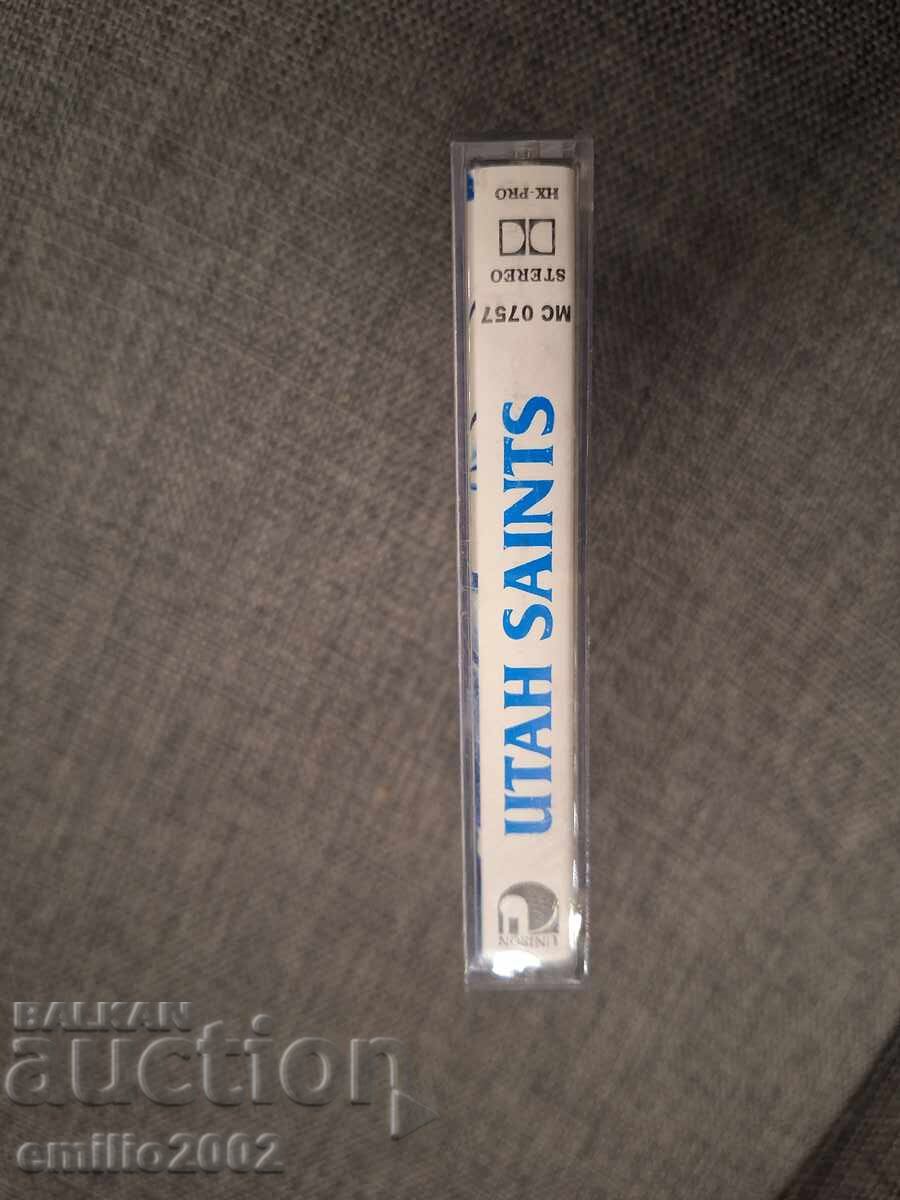 HX-PRO
STEREO
MC 0757
UTAH SAINTS
UNISON
BALKAN
auction
emilio2002